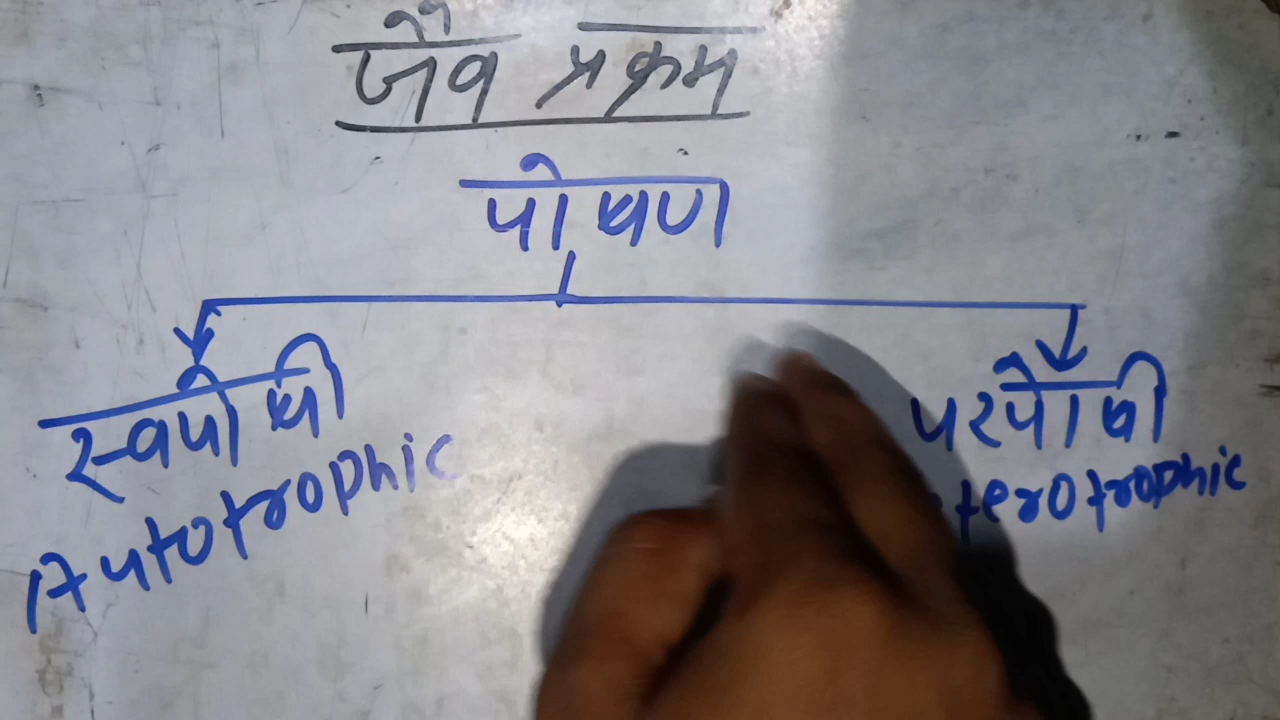 जैव प्रक्रम
पोषण
स्वपोषी
Autotrophic
परपोषी
terotrophic